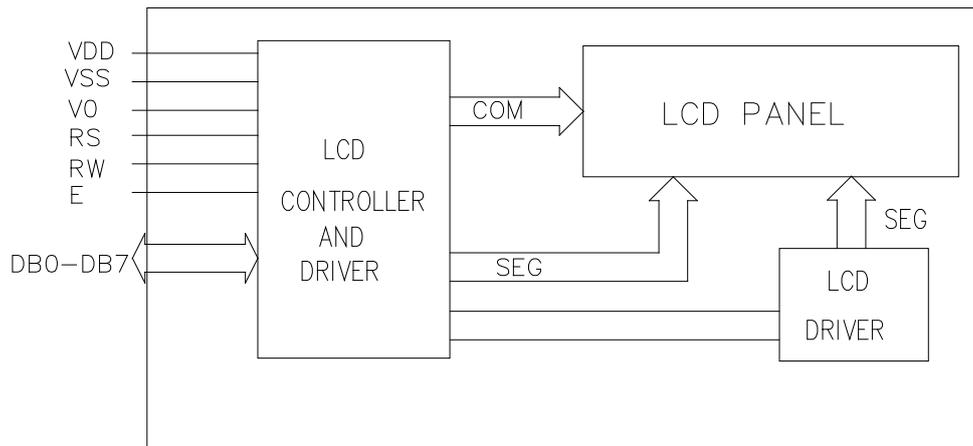 VDD
VSS
V0
RS
RW
E
DB0-DB7
LCD
CONTROLLER
AND
DRIVER
COM
SEG
LCD PANEL
SEG
LCD
DRIVER